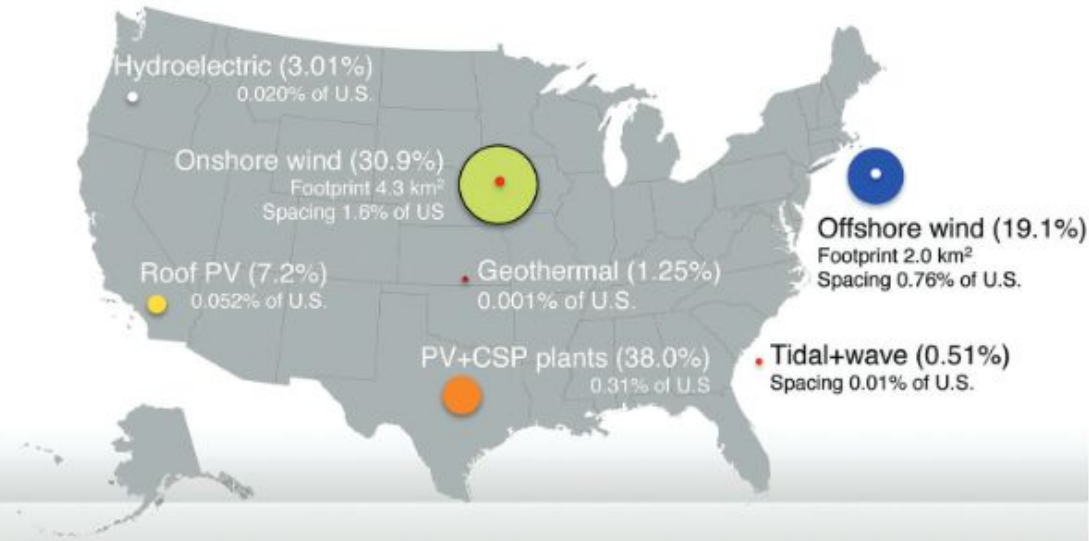 Hydroelectric (3.01%)
0.020% of U.S.
Onshore wind (30.9%)
Footprint 4.3 km²
Spacing 1.6% of US
Offshore wind (19.1%)
Footprint 2.0 km²
Spacing 0.76% of U.S.
Roof PV (7.2%)
0.052% of U.S.
Geothermal (1.25%)
0.001% of U.S.
PV+CSP plants (38.0%)
0.31% of U.S
Tidal+wave (0.51%)
Spacing 0.01% of U.S.